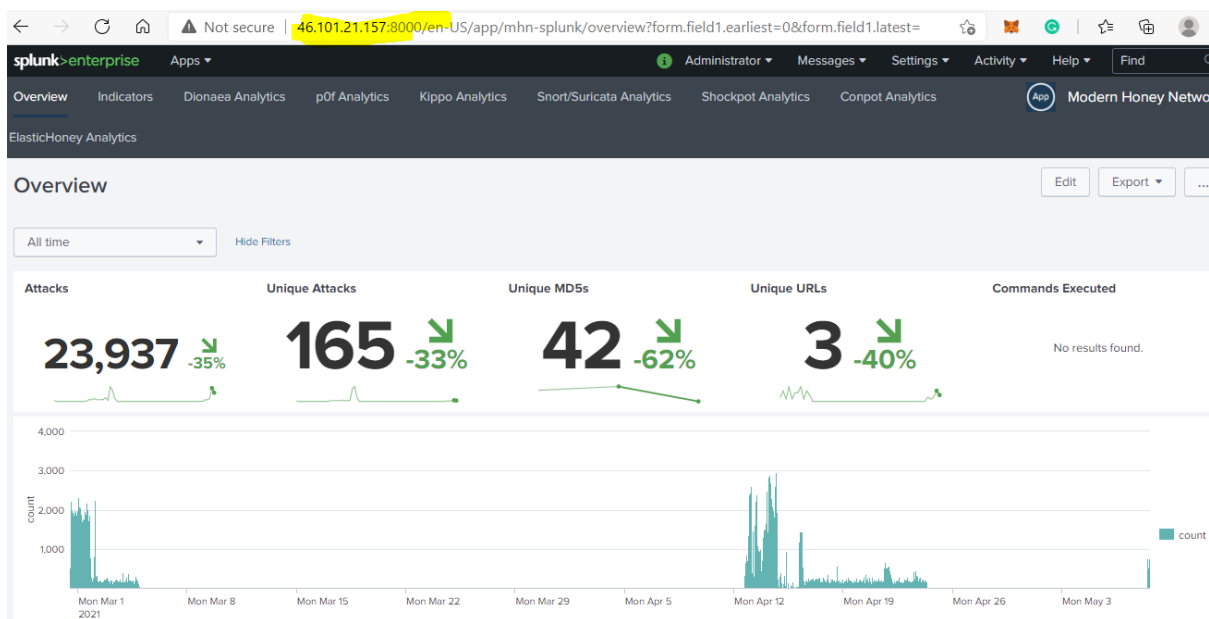 Not secure | 46.101.21.157:8000/en-US/app/mhn-splunk/overview?form.field1.earliest=0&form.field1.latest=
splunk>enterprise Apps Administrator Messages Settings Activity Help Find
Overview Indicators Dionaea Analytics p0f Analytics Kippo Analytics Snort/Suricata Analytics Shockpot Analytics Conpot Analytics App Modern Honey Netwo
ElasticHoney Analytics
Overview
Edit Export ...
All time Hide Filters
Attacks Unique Attacks Unique MD5s Unique URLs Commands Executed
23,937 -35% 165 -33% 42 -62% 3 -40% No results found.
4,000
3,000
2,000
1,000
count
count
Mon Mar 1 Mon Mar 8 Mon Mar 15 Mon Mar 22 Mon Mar 29 Mon Apr 5 Mon Apr 12 Mon Apr 19 Mon Apr 26 Mon May 3
2021